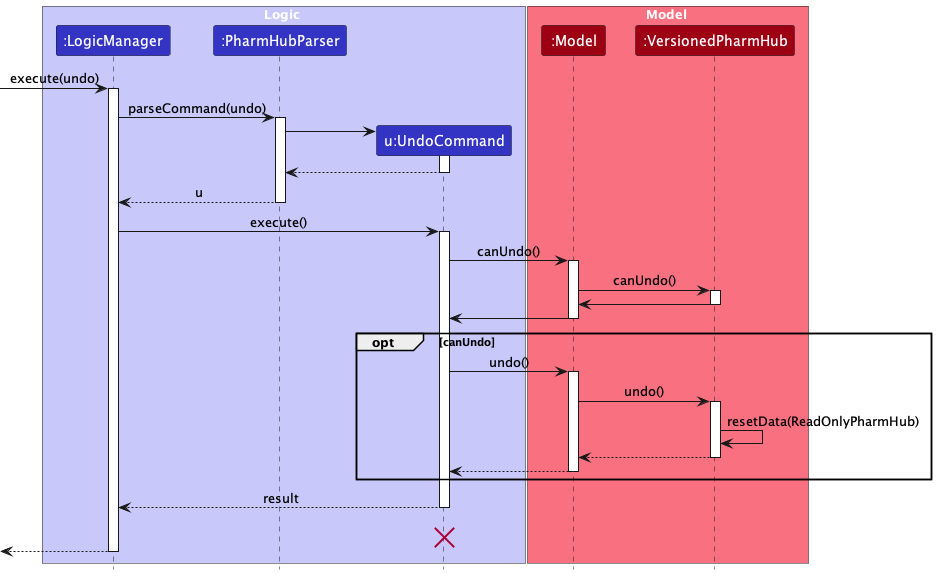 Logic
Model
:LogicManager
:PharmHubParser
:Model
:VersionedPharmHub
execute(undo)
parseCommand(undo)
u:UndoCommand
u
execute()
canUndo()
canUndo()
opt
[canUndo]
undo()
undo()
resetData(ReadOnlyPharmHub)
result